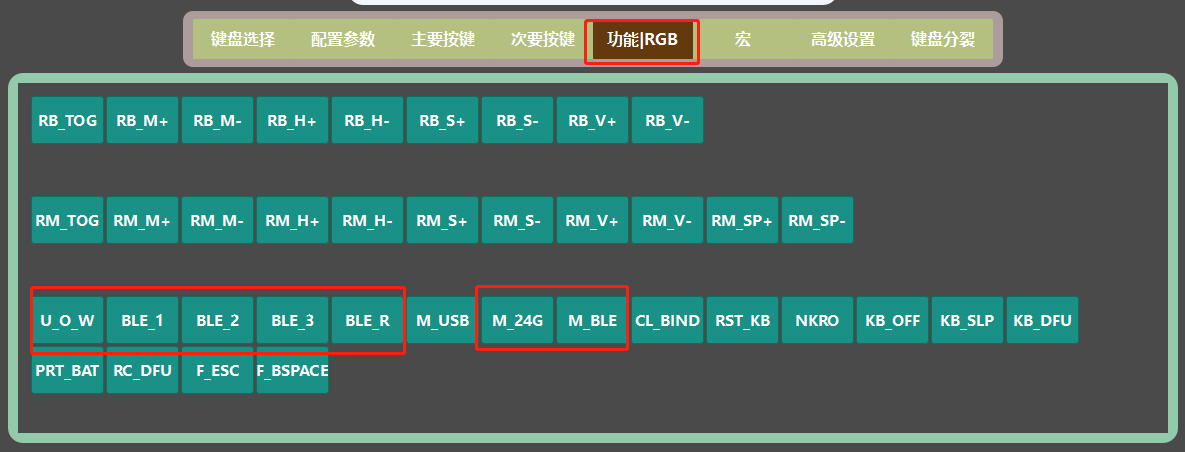 键盘选择 配置参数 主要按键 次要按键 功能|RGB 宏 高级设置 键盘分裂
RB_TOG RB_M+ RB_M- RB_H+ RB_H- RB_S+ RB_S- RB_V+ RB_V-
RM_TOG RM_M+ RM_M- RM_H+ RM_H- RM_S+ RM_S- RM_V+ RM_V- RM_SP+ RM_SP-
U_O_W BLE_1 BLE_2 BLE_3 BLE_R M_USB M_24G M_BLE CL_BIND RST_KB NKRO KB_OFF KB_SLP KB_DFU
PRT_BAT RC_DFU F_ESC F_BSPACE